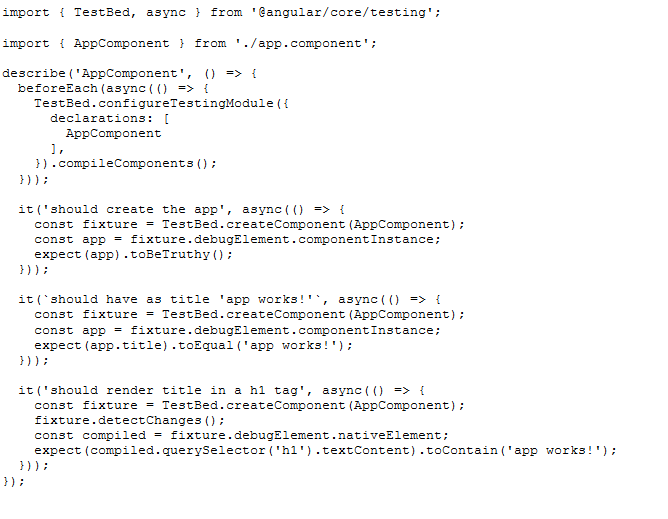 import { TestBed, async } from '@angular/core/testing';
import { AppComponent } from './app.component';
describe('AppComponent', () => {
  beforeEach(async(() => {
    TestBed.configureTestingModule({
      declarations: [
        AppComponent
      ],
    }).compileComponents();
  }));
  it('should create the app', async(() => {
    const fixture = TestBed.createComponent(AppComponent);
    const app = fixture.debugElement.componentInstance;
    expect(app).toBeTruthy();
  }));
  it(`should have as title 'app works!'`, async(() => {
    const fixture = TestBed.createComponent(AppComponent);
    const app = fixture.debugElement.componentInstance;
    expect(app.title).toEqual('app works!');
  }));
  it('should render title in a h1 tag', async(() => {
    const fixture = TestBed.createComponent(AppComponent);
    fixture.detectChanges();
    const compiled = fixture.debugElement.nativeElement;
    expect(compiled.querySelector('h1').textContent).toContain('app works!');
  }));
});